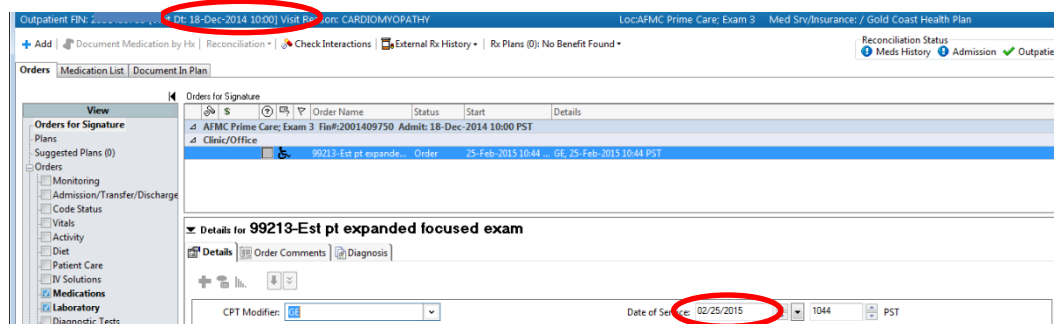 Outpatient FIN: [Visit Dt: 18-Dec-2014 10:00] Visit Reason: CARDIOMYOPATHY Loc:AFMC Prime Care; Exam 3 Med Srv/Insurance: / Gold Coast Health Plan
Add Document Medication by Hx Reconciliation Check Interactions External Rx History Rx Plans (0): No Benefit Found
Reconciliation Status
Meds History Admission Outpatie
Orders Medication List Document In Plan
Orders for Signature
View
$ Order Name Status Start Details
Orders for Signature
AFMC Prime Care; Exam 3 Fin#:2001409750 Admit: 18-Dec-2014 10:00 PST
Plans
Clinic/Office
Suggested Plans (0)
99213-Est pt expande... Order 25-Feb-2015 10:44 ... GE, 25-Feb-2015 10:44 PST
Orders
Monitoring
Admission/Transfer/Discharge
Code Status
Vitals
Activity
Diet
Patient Care
IV Solutions
Medications
Laboratory
Diagnostic Tests
Details for 99213-Est pt expanded focused exam
Details Order Comments Diagnosis
CPT Modifier: GE
Date of Service: 02/25/2015 1044 PST